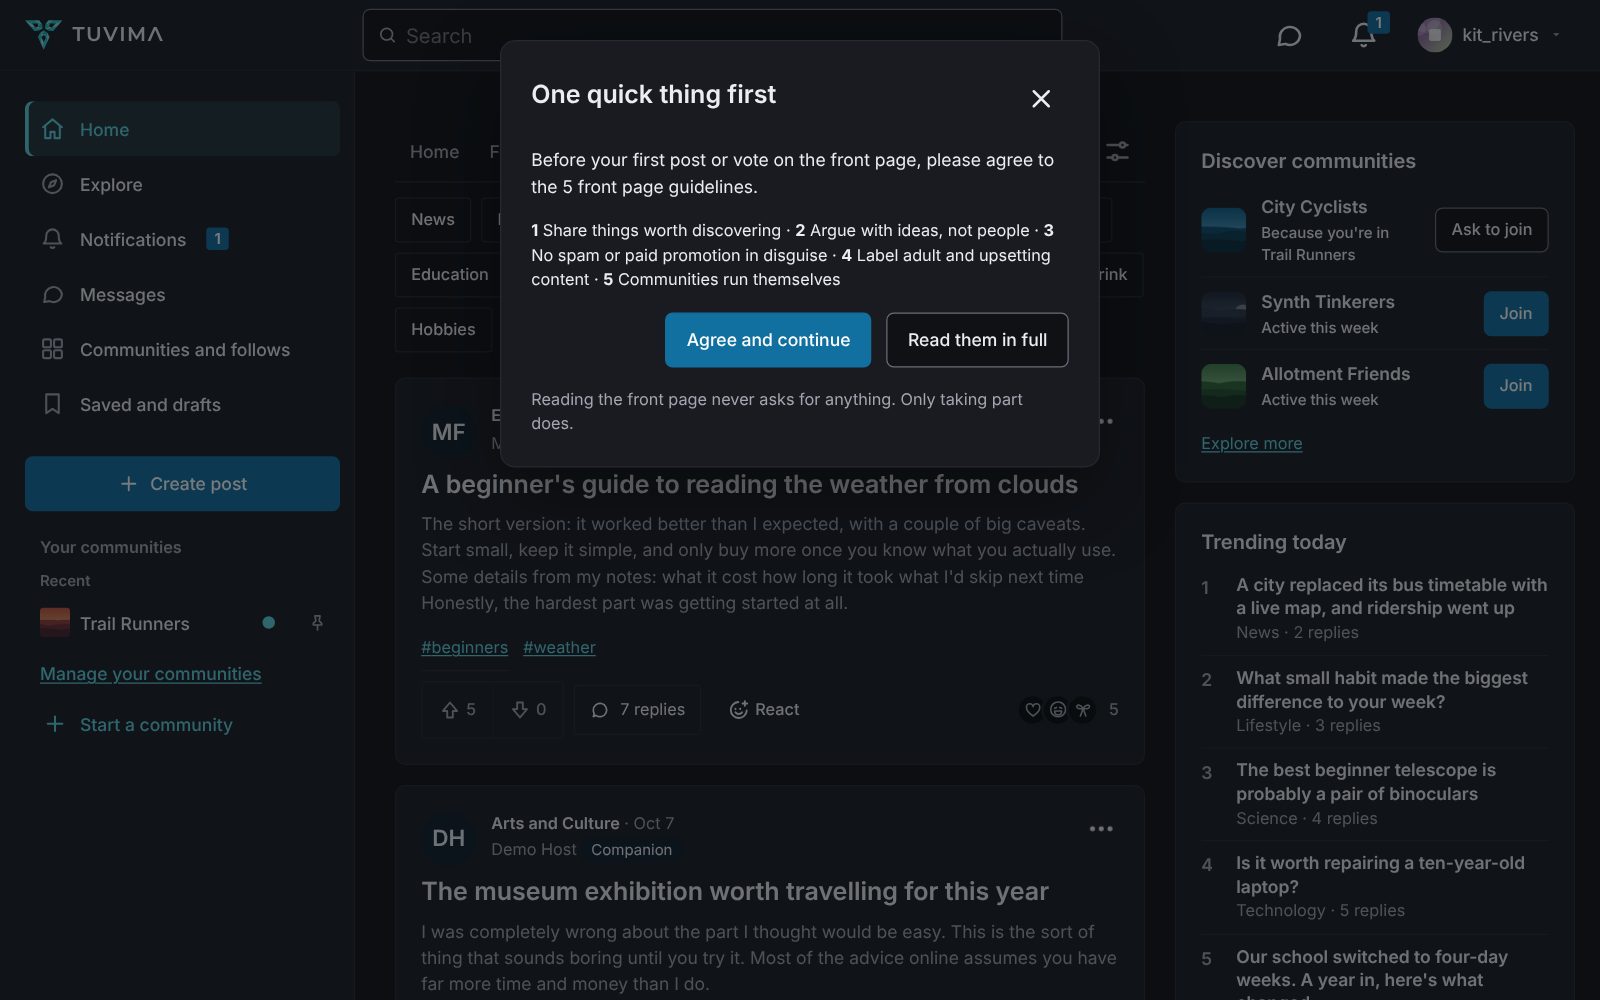 TUVIMA
Search
1
kit_rivers
Home
Explore
Notifications 1
Messages
Communities and follows
Saved and drafts
Create post
Your communities
Recent
Trail Runners
Manage your communities
Start a community
Home
News
Education
Hobbies
One quick thing first
Before your first post or vote on the front page, please agree to
the 5 front page guidelines.
1 Share things worth discovering · 2 Argue with ideas, not people · 3
No spam or paid promotion in disguise · 4 Label adult and upsetting
content · 5 Communities run themselves
Agree and continue
Read them in full
Reading the front page never asks for anything. Only taking part
does.
MF
A beginner's guide to reading the weather from clouds
The short version: it worked better than I expected, with a couple of big caveats.
Start small, keep it simple, and only buy more once you know what you actually use.
Some details from my notes: what it cost how long it took what I'd skip next time
Honestly, the hardest part was getting started at all.
#beginners #weather
5 0 7 replies React 5
DH
Arts and Culture · Oct 7
Demo Host Companion
The museum exhibition worth travelling for this year
I was completely wrong about the part I thought would be easy. This is the sort of
thing that sounds boring until you try it. Most of the advice online assumes you have
far more time and money than I do.
Discover communities
City Cyclists
Because you're in
Trail Runners
Ask to join
Synth Tinkerers
Active this week
Join
Allotment Friends
Active this week
Join
Explore more
Trending today
1 A city replaced its bus timetable with
a live map, and ridership went up
News · 2 replies
2 What small habit made the biggest
difference to your week?
Lifestyle · 3 replies
3 The best beginner telescope is
probably a pair of binoculars
Science · 4 replies
4 Is it worth repairing a ten-year-old
laptop?
Technology · 5 replies
5 Our school switched to four-day
weeks. A year in, here's what